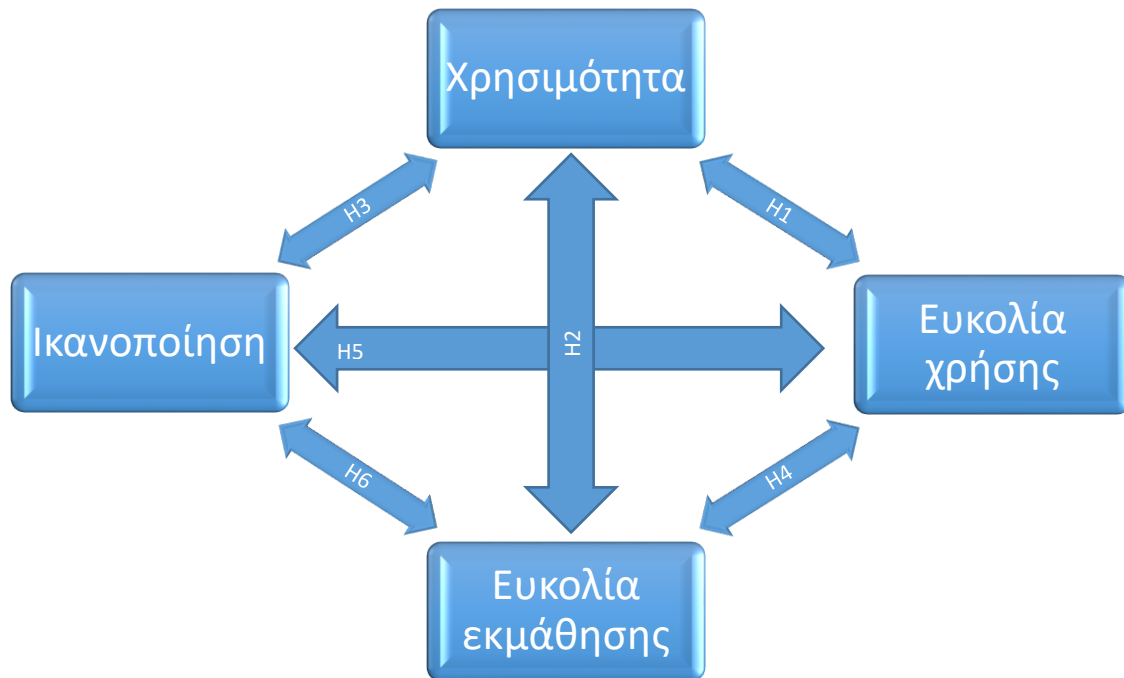 Χρησιμότητα
H3
H1
Ικανοποίηση
H5
H2
Ευκολία
χρήσης
H6
H4
Ευκολία
εκμάθησης